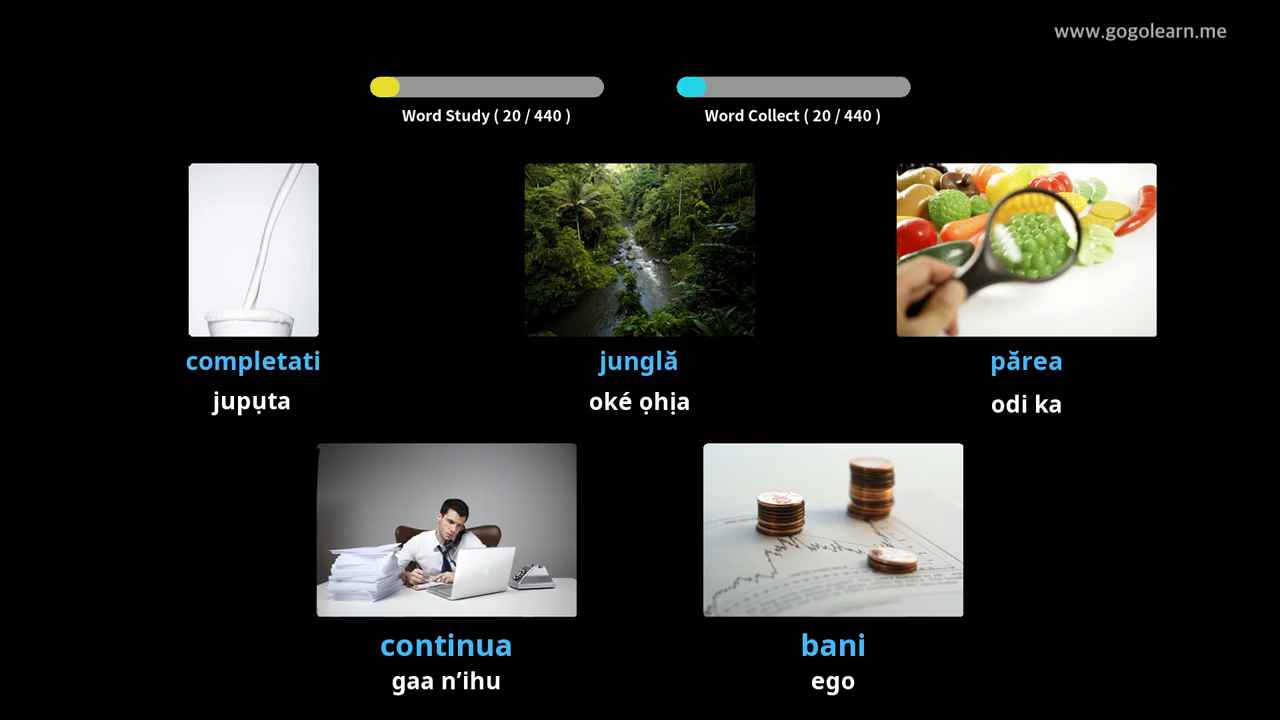 www.gogolearn.me
Word Study ( 20 / 440 )
Word Collect ( 20 / 440 )
completati
junglă
părea
jupụta
oké ọhịa
odi ka
continua
bani
gaa n’ihu
ego